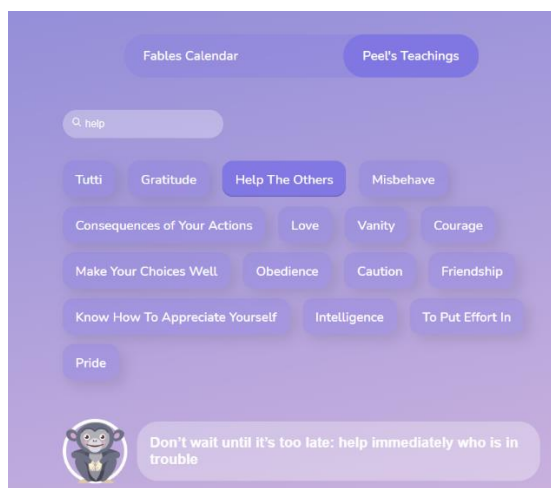 Fables Calendar Peel's Teachings
help
Tutti Gratitude Help The Others Misbehave
Consequences of Your Actions Love Vanity Courage
Make Your Choices Well Obedience Caution Friendship
Know How To Appreciate Yourself Intelligence To Put Effort In
Pride
Don't wait until it's too late: help immediately who is in
trouble